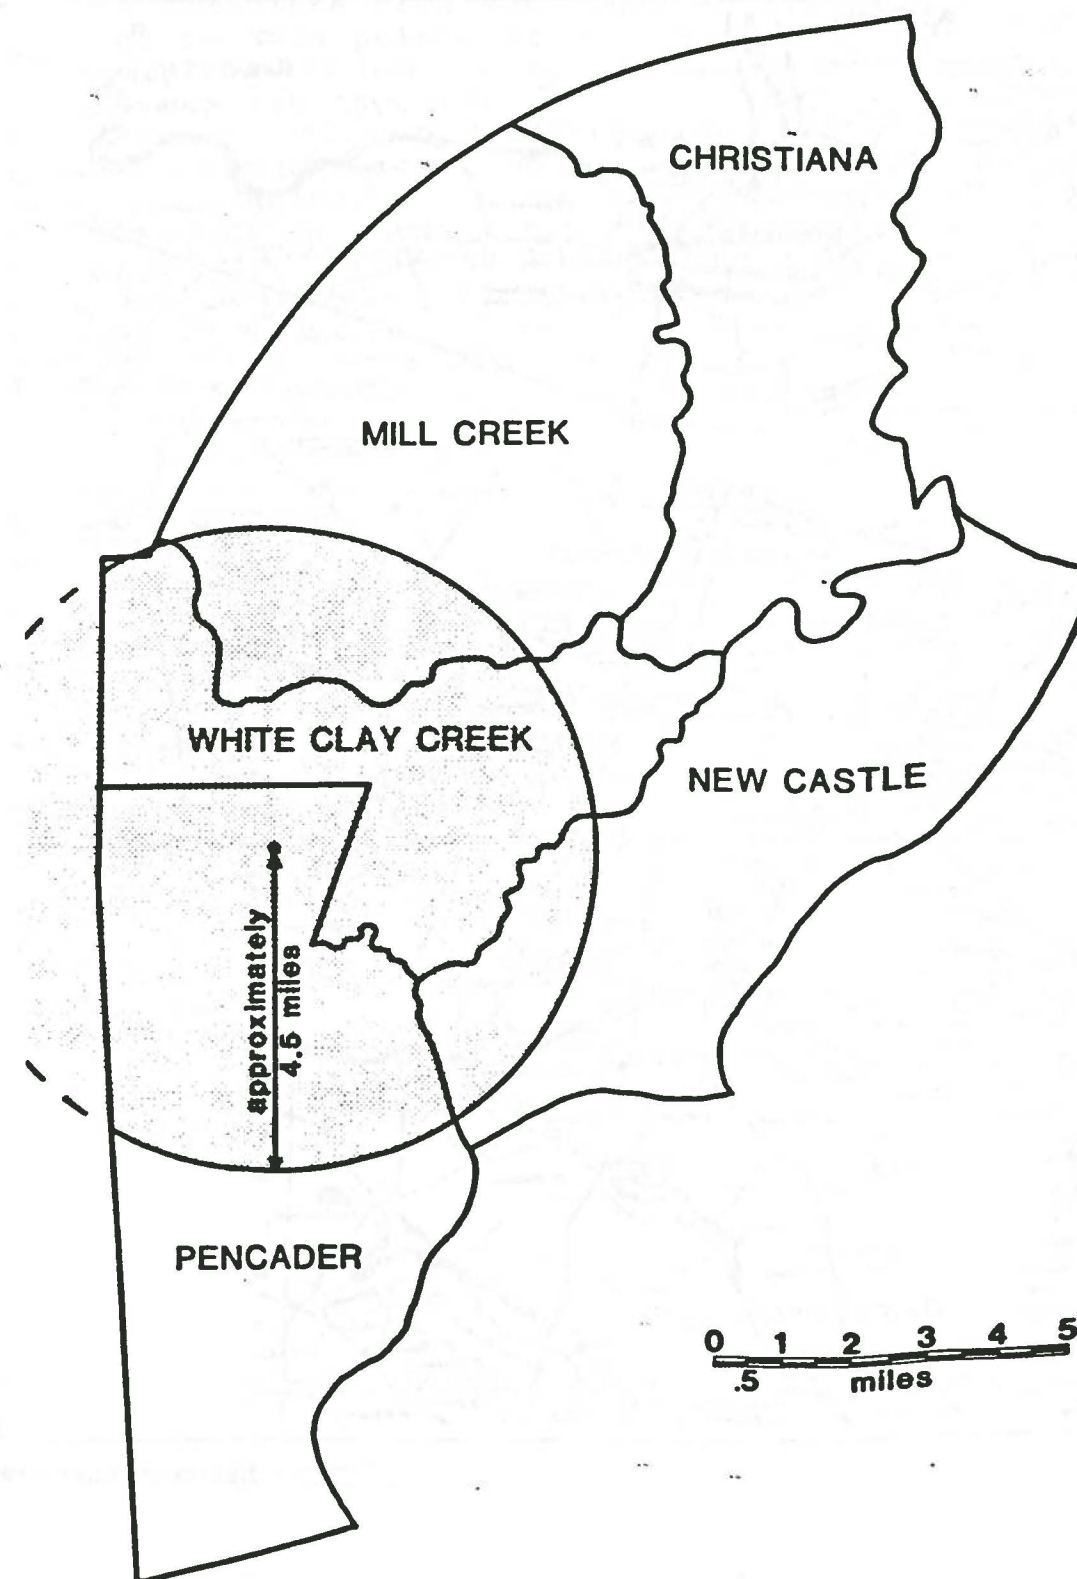 CHRISTIANA
MILL CREEK
WHITE CLAY CREEK
NEW CASTLE
approximately
4.5 miles
PENCADER
0 1 2 3 4 5
.5 miles